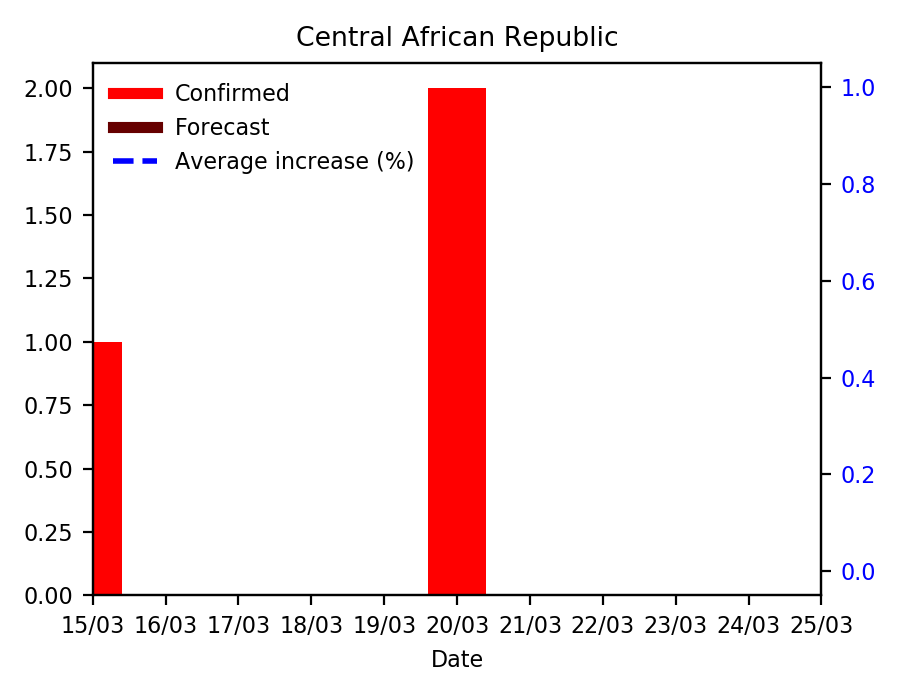 Central African Republic
2.00
1.75
1.50
1.25
1.00
0.75
0.50
0.25
0.00
Confirmed
Forecast
Average increase (%)
1.0
0.8
0.6
0.4
0.2
0.0
15/03 16/03 17/03 18/03 19/03 20/03 21/03 22/03 23/03 24/03 25/03
Date